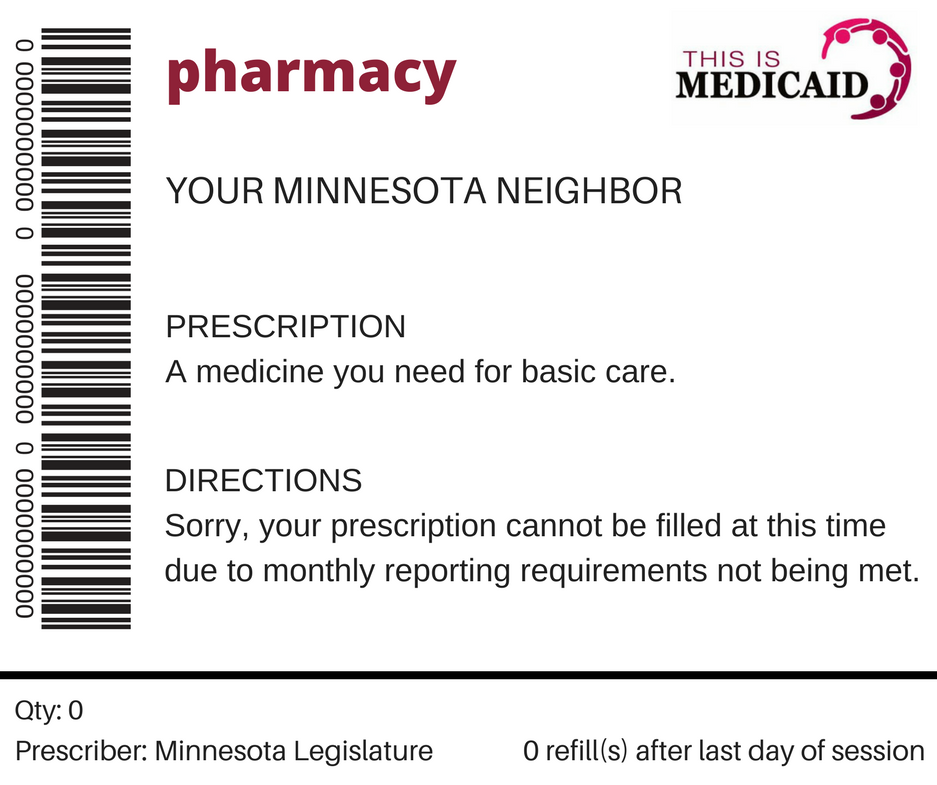 pharmacy
THIS IS
MEDICAID
YOUR MINNESOTA NEIGHBOR
PRESCRIPTION
A medicine you need for basic care.
DIRECTIONS
Sorry, your prescription cannot be filled at this time
due to monthly reporting requirements not being met.
Qty: 0
Prescriber: Minnesota Legislature
0 refill(s) after last day of session
0000000000 0 0000000000 0 0000000000 0